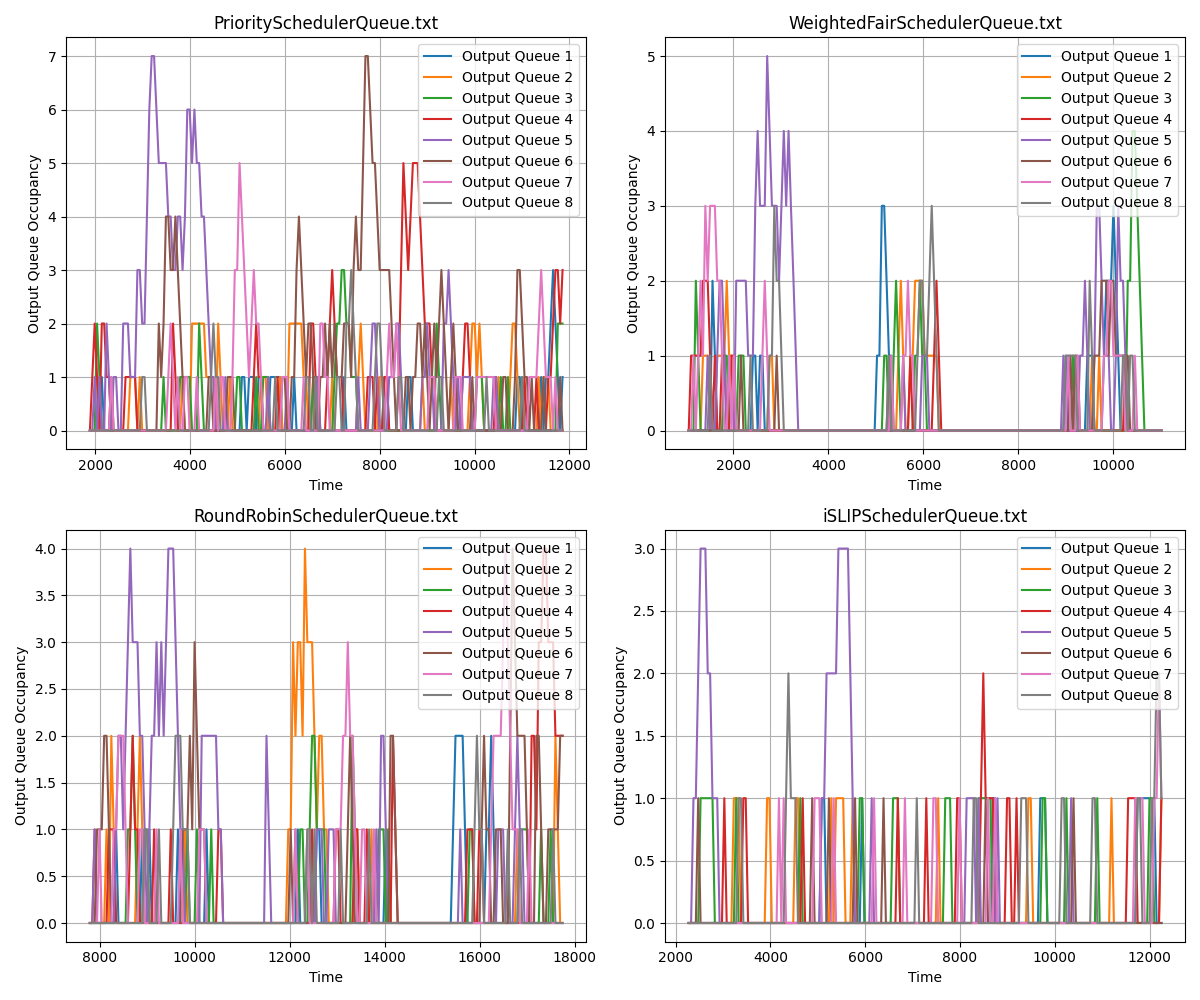 PrioritySchedulerQueue.txt
Output Queue Occupancy
7
6
5
4
3
2
1
0
Output Queue 1
Output Queue 2
Output Queue 3
Output Queue 4
Output Queue 5
Output Queue 6
Output Queue 7
Output Queue 8
2000 4000 6000 8000 10000 12000
Time
WeightedFairSchedulerQueue.txt
Output Queue Occupancy
5
4
3
2
1
0
Output Queue 1
Output Queue 2
Output Queue 3
Output Queue 4
Output Queue 5
Output Queue 6
Output Queue 7
Output Queue 8
2000 4000 6000 8000 10000
Time
RoundRobinSchedulerQueue.txt
Output Queue Occupancy
4.0
3.5
3.0
2.5
2.0
1.5
1.0
0.5
0.0
Output Queue 1
Output Queue 2
Output Queue 3
Output Queue 4
Output Queue 5
Output Queue 6
Output Queue 7
Output Queue 8
8000 10000 12000 14000 16000 18000
Time
iSLIPSchedulerQueue.txt
Output Queue Occupancy
3.0
2.5
2.0
1.5
1.0
0.5
0.0
Output Queue 1
Output Queue 2
Output Queue 3
Output Queue 4
Output Queue 5
Output Queue 6
Output Queue 7
Output Queue 8
2000 4000 6000 8000 10000 12000
Time